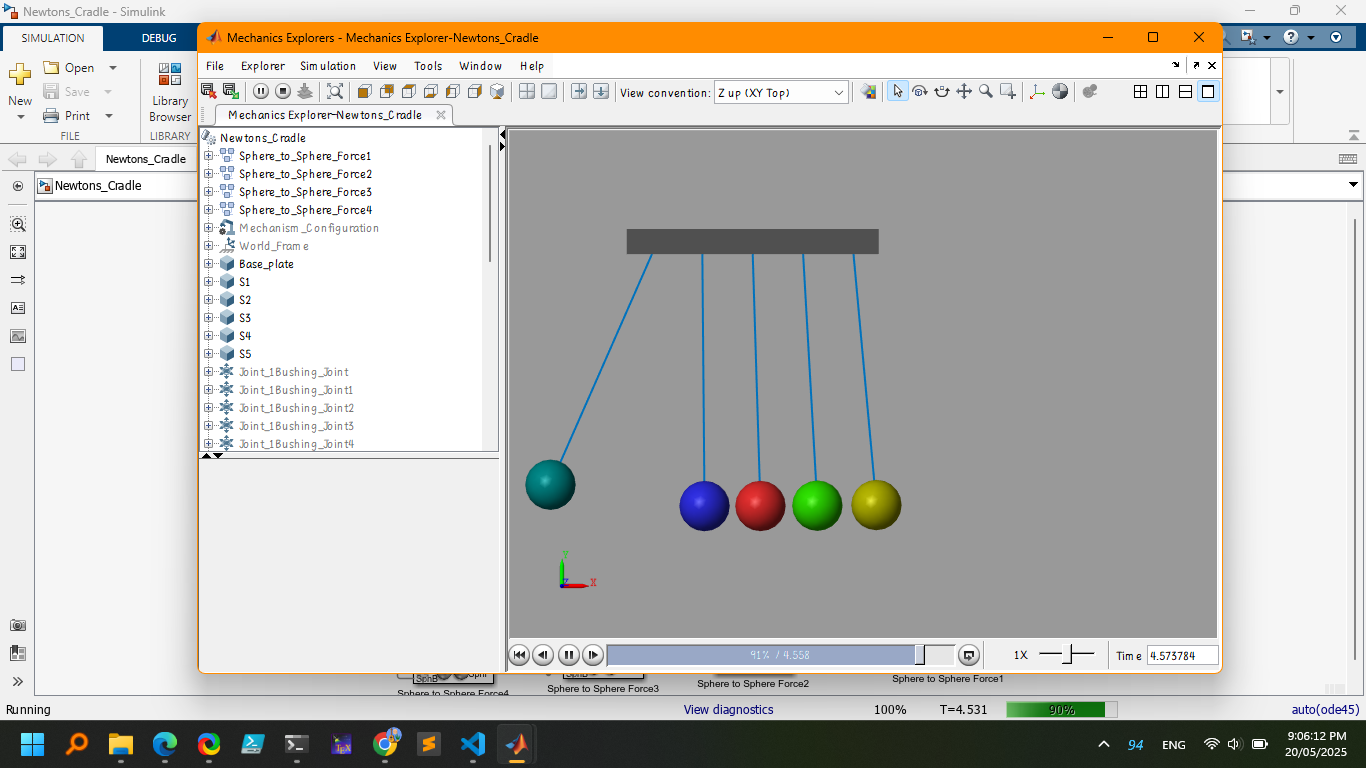 Newtons_Cradle - Simulink
SIMULATION
DEBUG
New
Open
Save
Print
FILE
Library
Browser
LIBRARY
Newtons_Cradle
Newtons_Cradle
Mechanics Explorers - Mechanics Explorer-Newtons_Cradle
File Explorer Simulation View Tools Window Help
View convention: Z up (XY Top)
Mechanics Explorer-Newtons_Cradle
Newtons_Cradle
Sphere_to_Sphere_Force1
Sphere_to_Sphere_Force2
Sphere_to_Sphere_Force3
Sphere_to_Sphere_Force4
Mechanism_Configuration
World_Frame
Base_plate
S1
S2
S3
S4
S5
Joint_1Bushing_Joint
Joint_1Bushing_Joint1
Joint_1Bushing_Joint2
Joint_1Bushing_Joint3
Joint_1Bushing_Joint4
Y
Z
X
91% / 4.558
1X
Time 4.573784
Sphere to Sphere Force4
Sphere to Sphere Force3
Sphere to Sphere Force2
Sphere to Sphere Force1
Running
View diagnostics
100%
T=4.531
90%
auto(ode45)
94
ENG
9:06:12 PM
20/05/2025